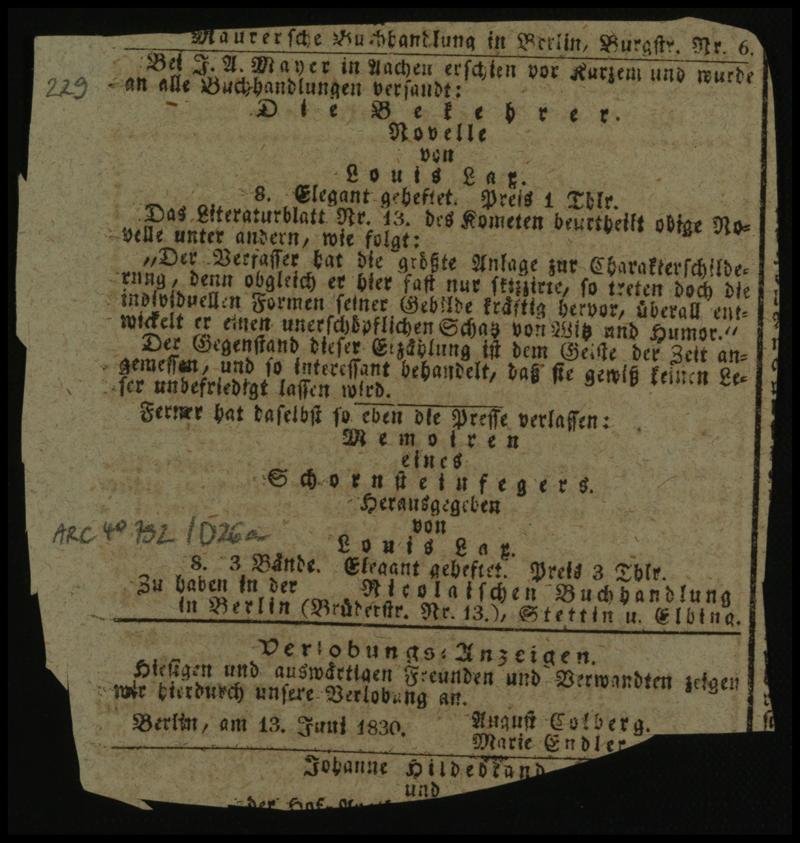 Maurersche Buchhandlung in Berlin, Burgstr. Nr. 6.
Bei J. A. Mayer in Aachen erschien vor Kurzem und wurde
229
an alle Buchhandlungen versandt:
Die Bekehrer.
Novelle
von
Louis Lax.
8. Elegant geheftet. Preis 1 Thlr.
Das Literaturblatt Nr. 13. des Kometen beurtheilt obige No-
velle unter andern, wie folgt:
„Der Verfasser hat die größte Anlage zur Charakterschilde-
rung, denn obgleich er hier fast nur skizzirte, so treten doch die
individuellen Formen seiner Gebilde kräftig hervor, überall ent-
wickelt er einen unerschöpflichen Schatz von Witz und Humor.“
Der Gegenstand dieser Erzählung ist dem Geiste der Zeit an-
gemessen, und so interessant behandelt, daß sie gewiß keinen Le-
ser unbefriedigt lassen wird.
Ferner hat daselbst so eben die Presse verlassen:
Memoiren
eines
Schornsteinfegers.
Herausgegeben
von
ARC 4° 792 / D26a
Louis Lax.
8. 3 Bände. Elegant geheftet. Preis 3 Thlr.
Zu haben in der Nicolaischen Buchhandlung
in Berlin (Brüderstr. Nr. 13.), Stettin u. Elbing.
Verlobungs-Anzeigen.
Hiesigen und auswärtigen Freunden und Verwandten zeigen
wir hierdurch unsere Verlobung an.
Berlin, am 13. Juni 1830. August Colberg.
Marie Endler
Johanne Hildebrand
und
der